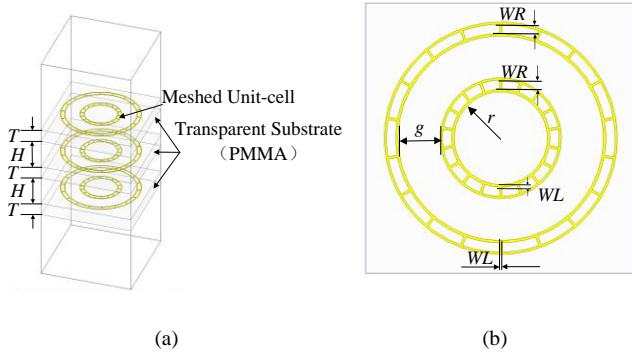 Meshed Unit-cell
Transparent Substrate
（PMMA）
T
H
T
H
T
WR
WR
r
g
WL
WL
(a)
(b)